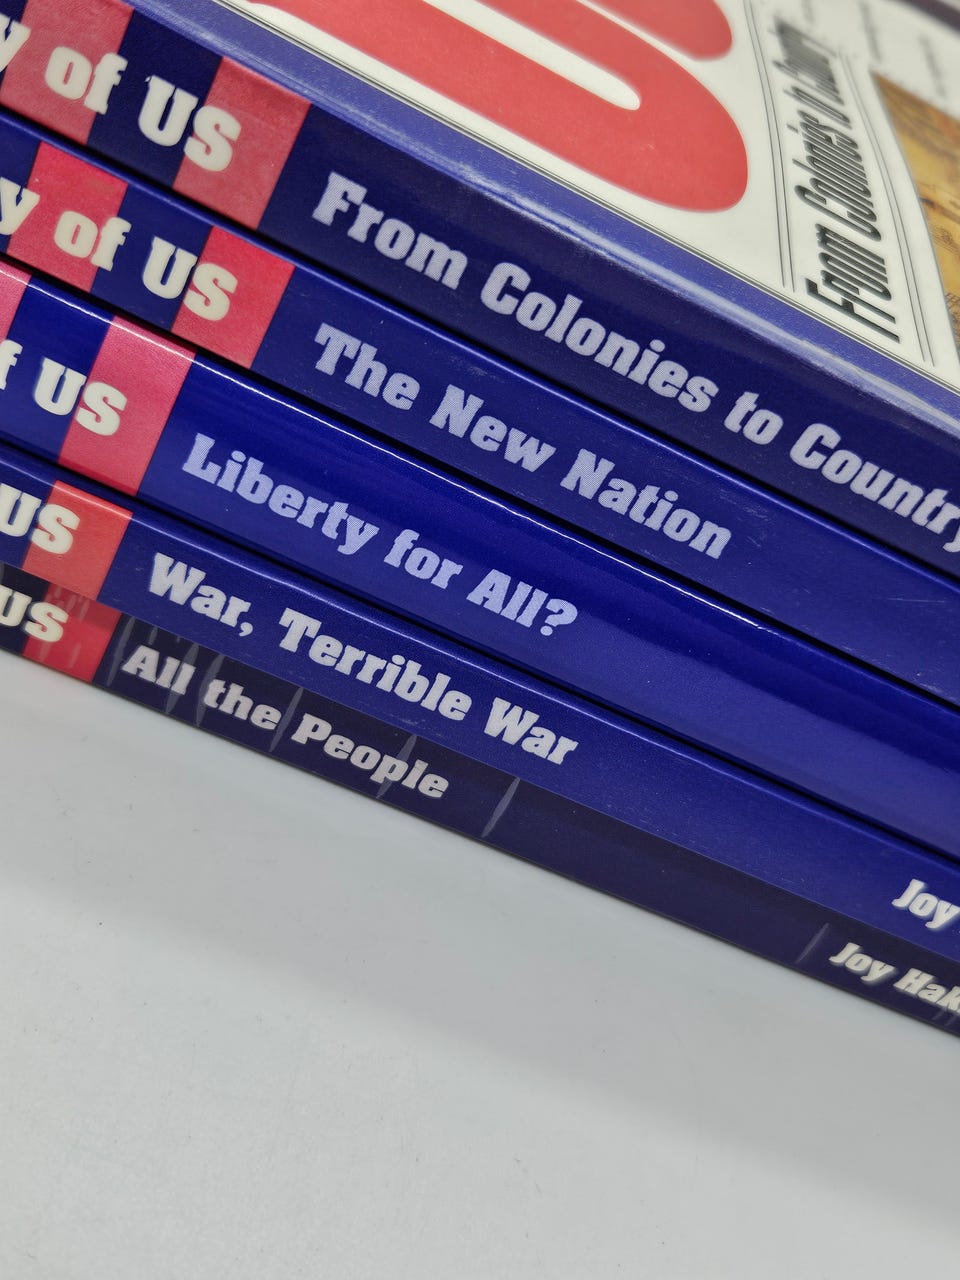 y of US From Colonies to Country
y of US The New Nation
f US Liberty for All?
US War, Terrible War Joy
US All the People Joy Hak
U
From Colonies to Country